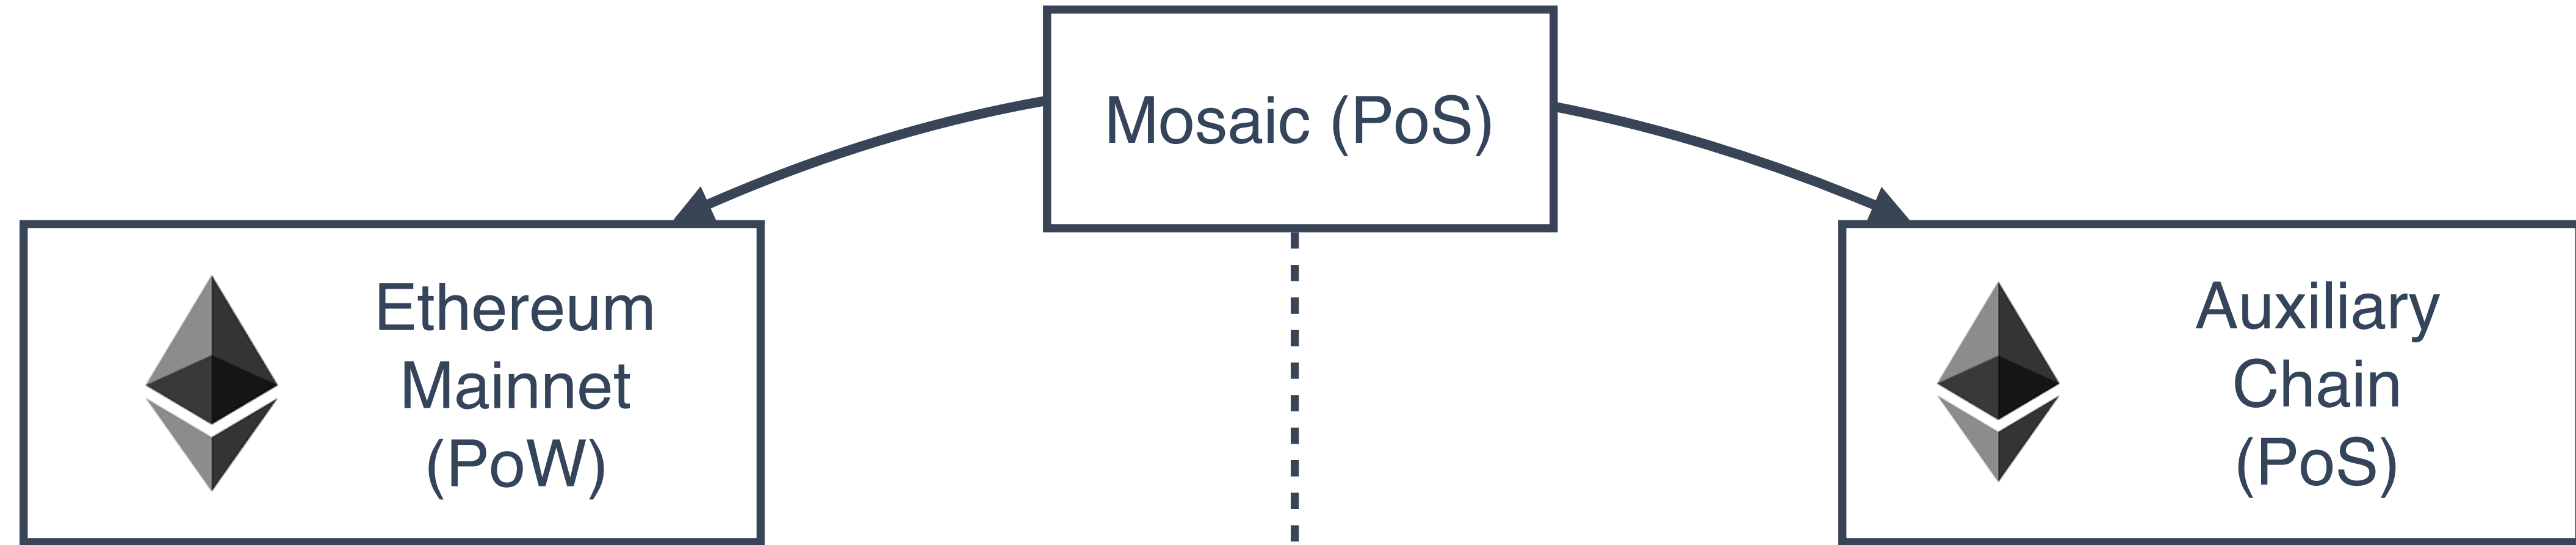 Mosaic (PoS)
Ethereum
Mainnet
(PoW)
Auxiliary
Chain
(PoS)